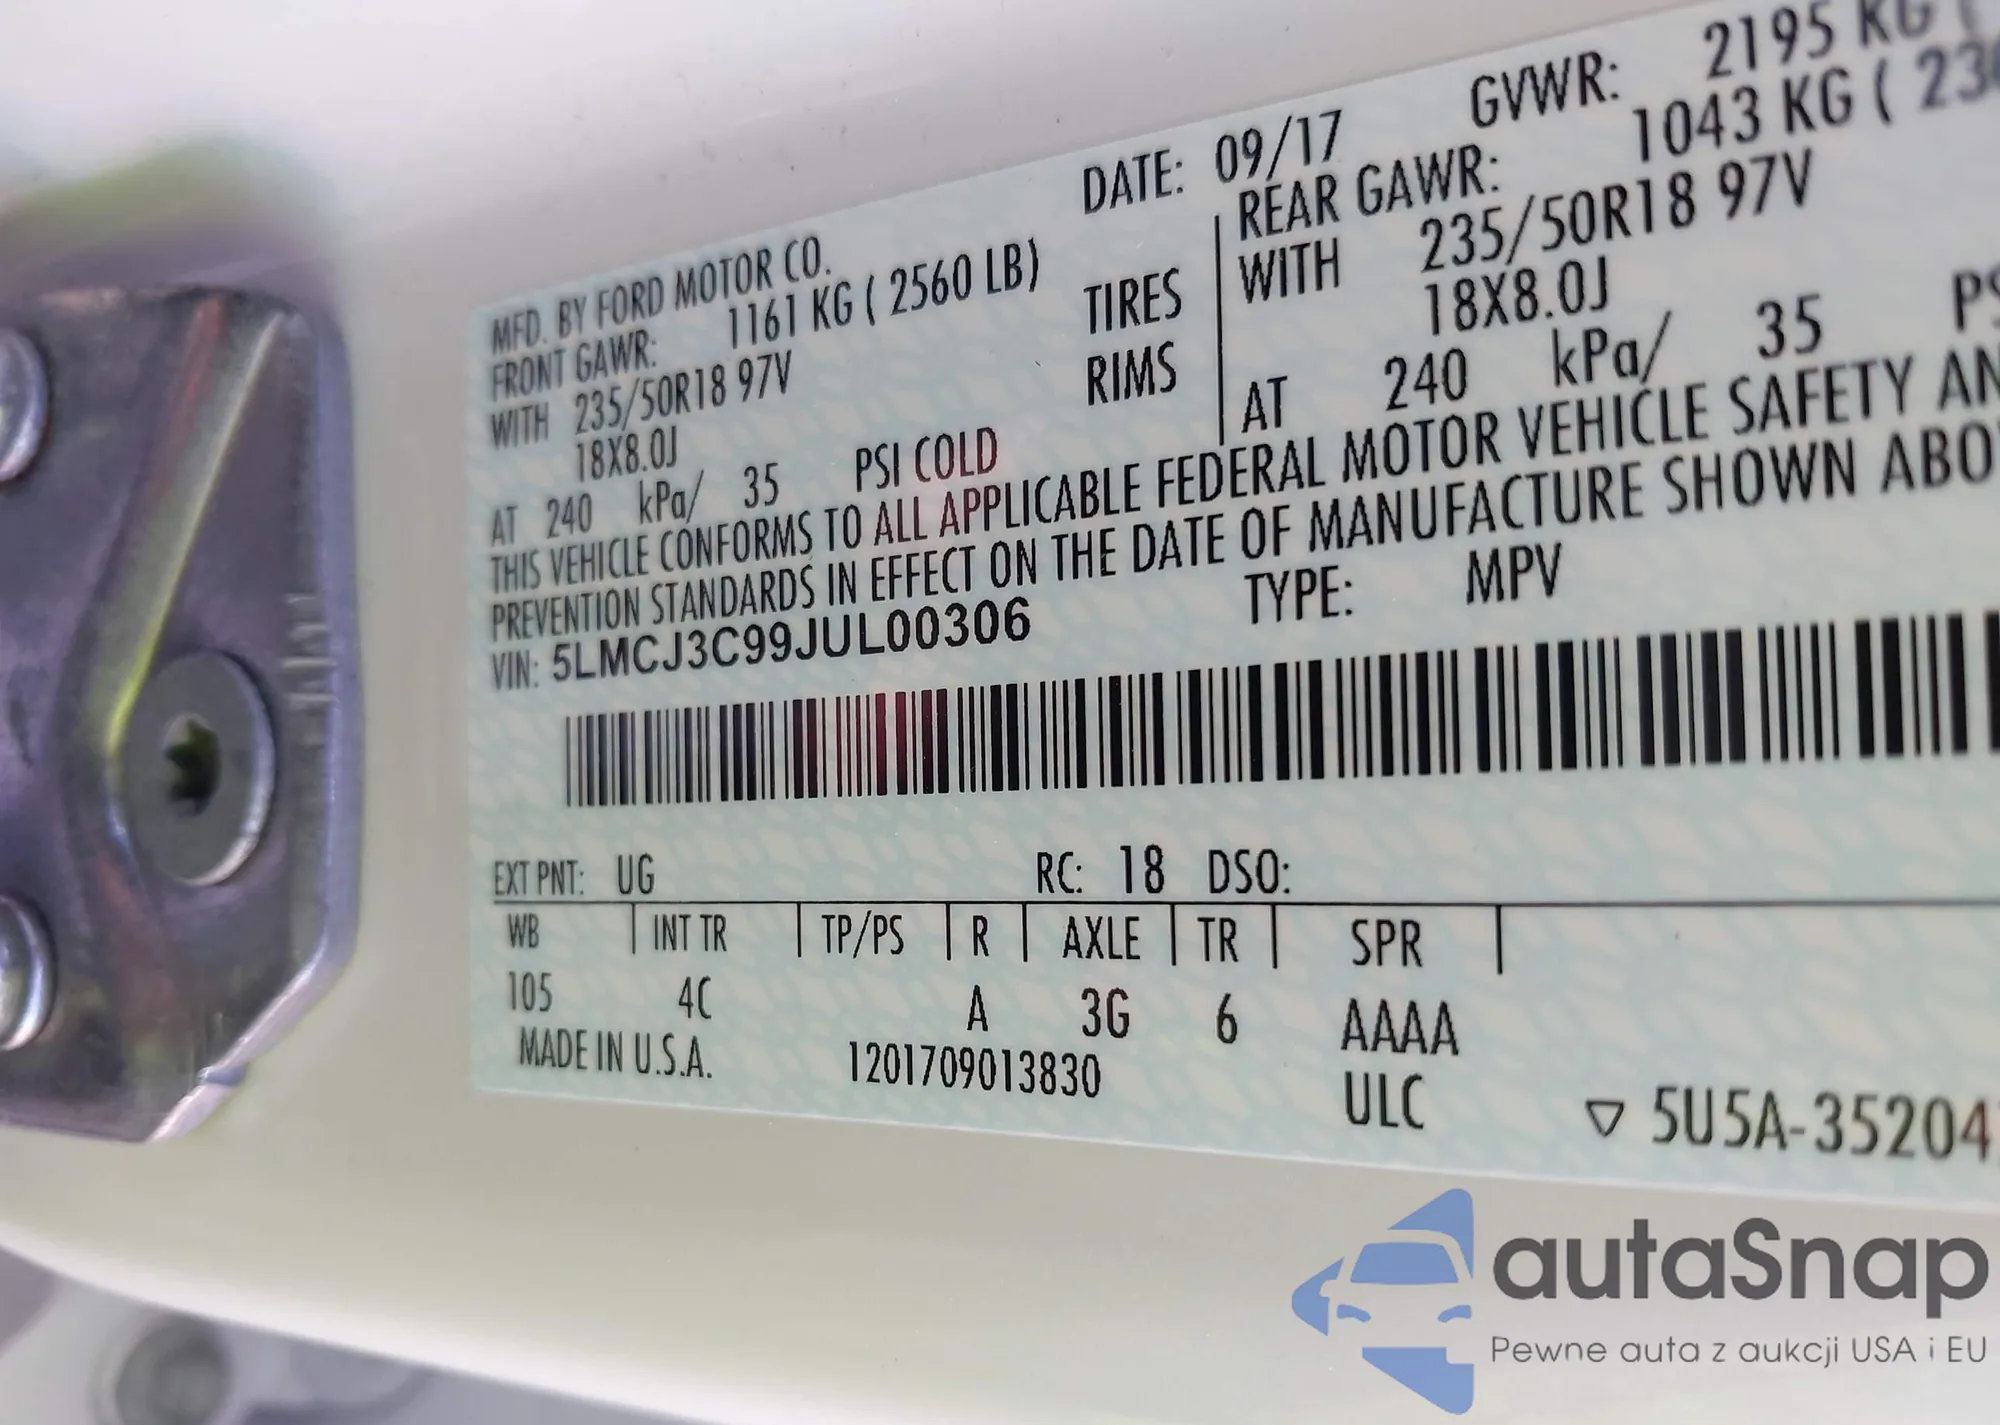 MFD. BY FORD MOTOR CO.
DATE: 09/17
GVWR: 2195 KG (
FRONT GAWR: 1161 KG ( 2560 LB)
REAR GAWR: 1043 KG ( 230
WITH 235/50R18 97V
TIRES
WITH 235/50R18 97V
18X8.0J
RIMS
18X8.0J
AT 240 kPa/ 35 PSI COLD
AT 240 kPa/ 35 PS
THIS VEHICLE CONFORMS TO ALL APPLICABLE FEDERAL MOTOR VEHICLE SAFETY AN
PREVENTION STANDARDS IN EFFECT ON THE DATE OF MANUFACTURE SHOWN ABO
VIN: 5LMCJ3C99JUL00306
TYPE: MPV
EXT PNT: UG RC: 18 DSO:
WB INT TR TP/PS R AXLE TR SPR
105 4C A 3G 6 AAAA
MADE IN U.S.A. 1201709013830 ULC
▽ 5U5A-35204
autaSnap
Pewne auta z aukcji USA i EU